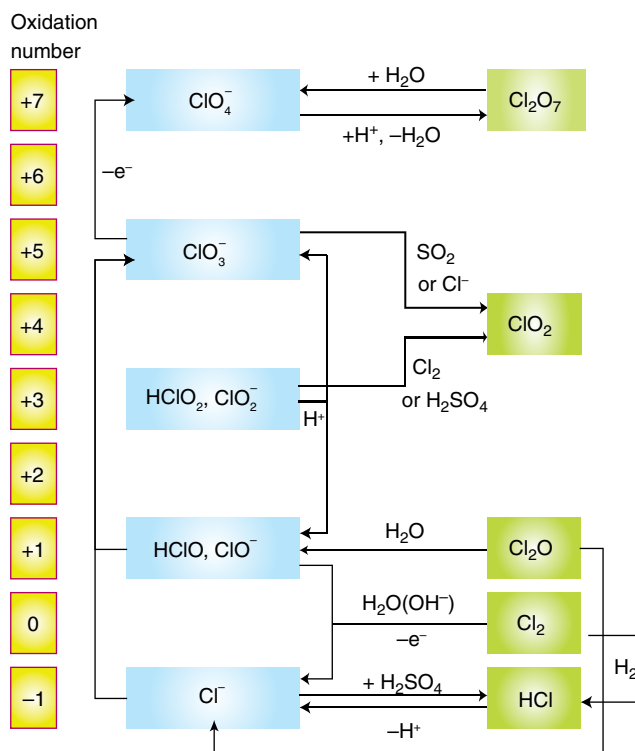 Oxidation
number
+7
ClO₄⁻
+ H₂O
+H⁺, –H₂O
Cl₂O₇
+6
–e⁻
+5
ClO₃⁻
SO₂
or Cl⁻
+4
ClO₂
+3
HClO₂, ClO₂⁻
H⁺
Cl₂
or H₂SO₄
+2
+1
HClO, ClO⁻
H₂O
Cl₂O
0
H₂O(OH⁻)
–e⁻
Cl₂
H₂
–1
Cl⁻
+ H₂SO₄
–H⁺
HCl